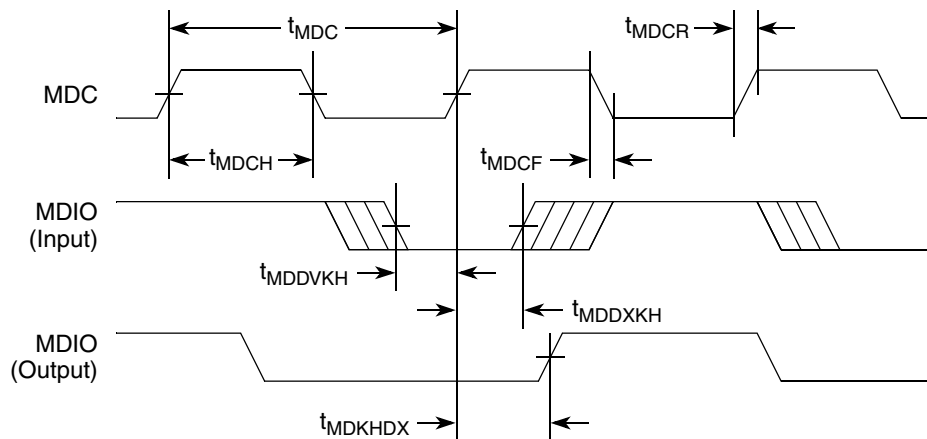 tMDC
tMDCR
MDC
tMDCH
tMDCF
MDIO
(Input)
tMDDVKH
tMDDXKH
MDIO
(Output)
tMDKHDX